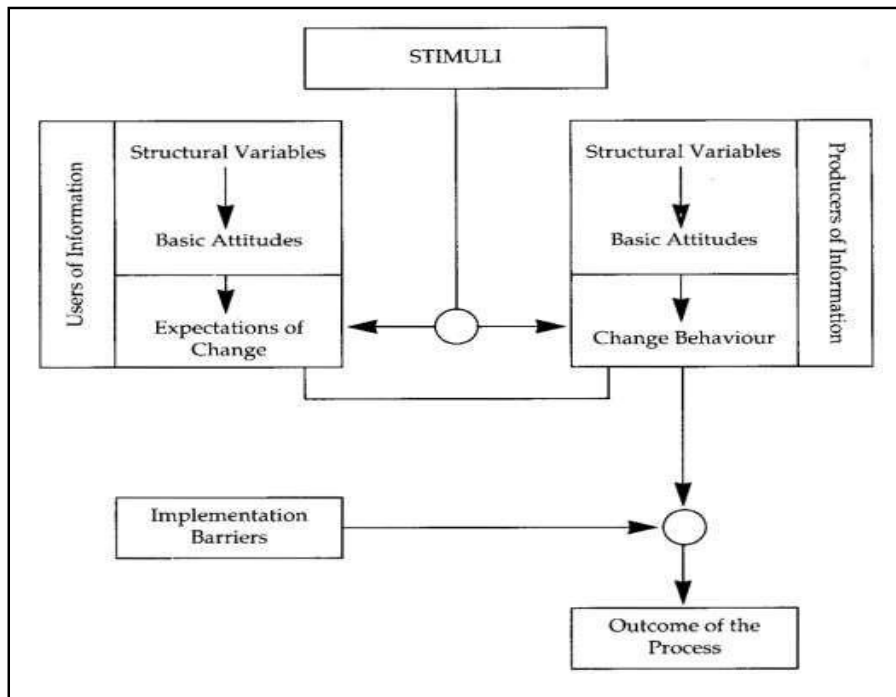 STIMULI
Users of Information
Structural Variables
Basic Attitudes
Expectations of
Change
Structural Variables
Basic Attitudes
Change Behaviour
Producers of Information
Implementation
Barriers
Outcome of the
Process